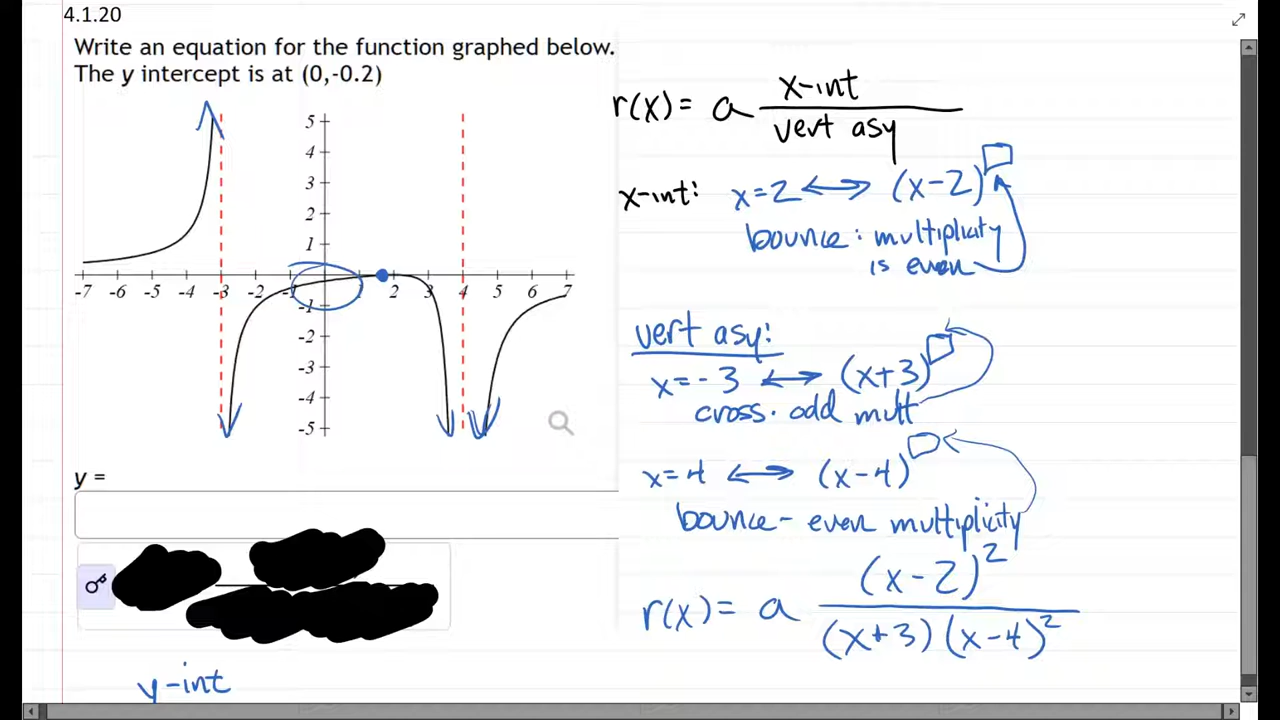 4.1.20
Write an equation for the function graphed below.
The y intercept is at (0,-0.2)
5
4
3
2
1
-7 -6 -5 -4 -3 -2 -1 1 2 3 4 5 6 7
-1
-2
-3
-4
-5
y =
y-int
r(x) = a x-int / vert asy
x-int: x=2 ⟷ (x-2)^□
bounce: multiplicity
is even
vert asy:
x=-3 ⟷ (x+3)^□
cross. odd mult
x=4 ⟷ (x-4)^□
bounce - even multiplicity
r(x) = a (x-2)^2 / (x+3)(x-4)^2